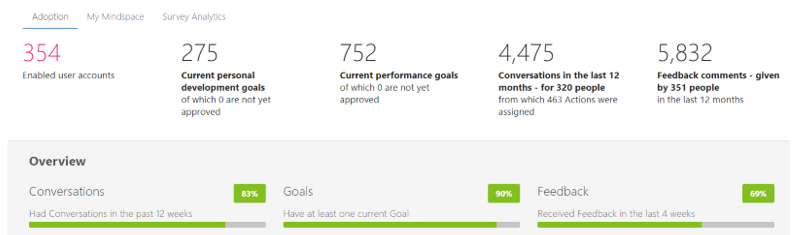 Adoption My Mindspace Survey Analytics
354
Enabled user accounts
275
Current personal
development goals
of which 0 are not yet
approved
752
Current performance goals
of which 0 are not yet
approved
4,475
Conversations in the last 12
months - for 320 people
from which 463 Actions were
assigned
5,832
Feedback comments - given
by 351 people
in the last 12 months
Overview
Conversations 83%
Had Conversations in the past 12 weeks
Goals 90%
Have at least one current Goal
Feedback 69%
Received Feedback in the last 4 weeks